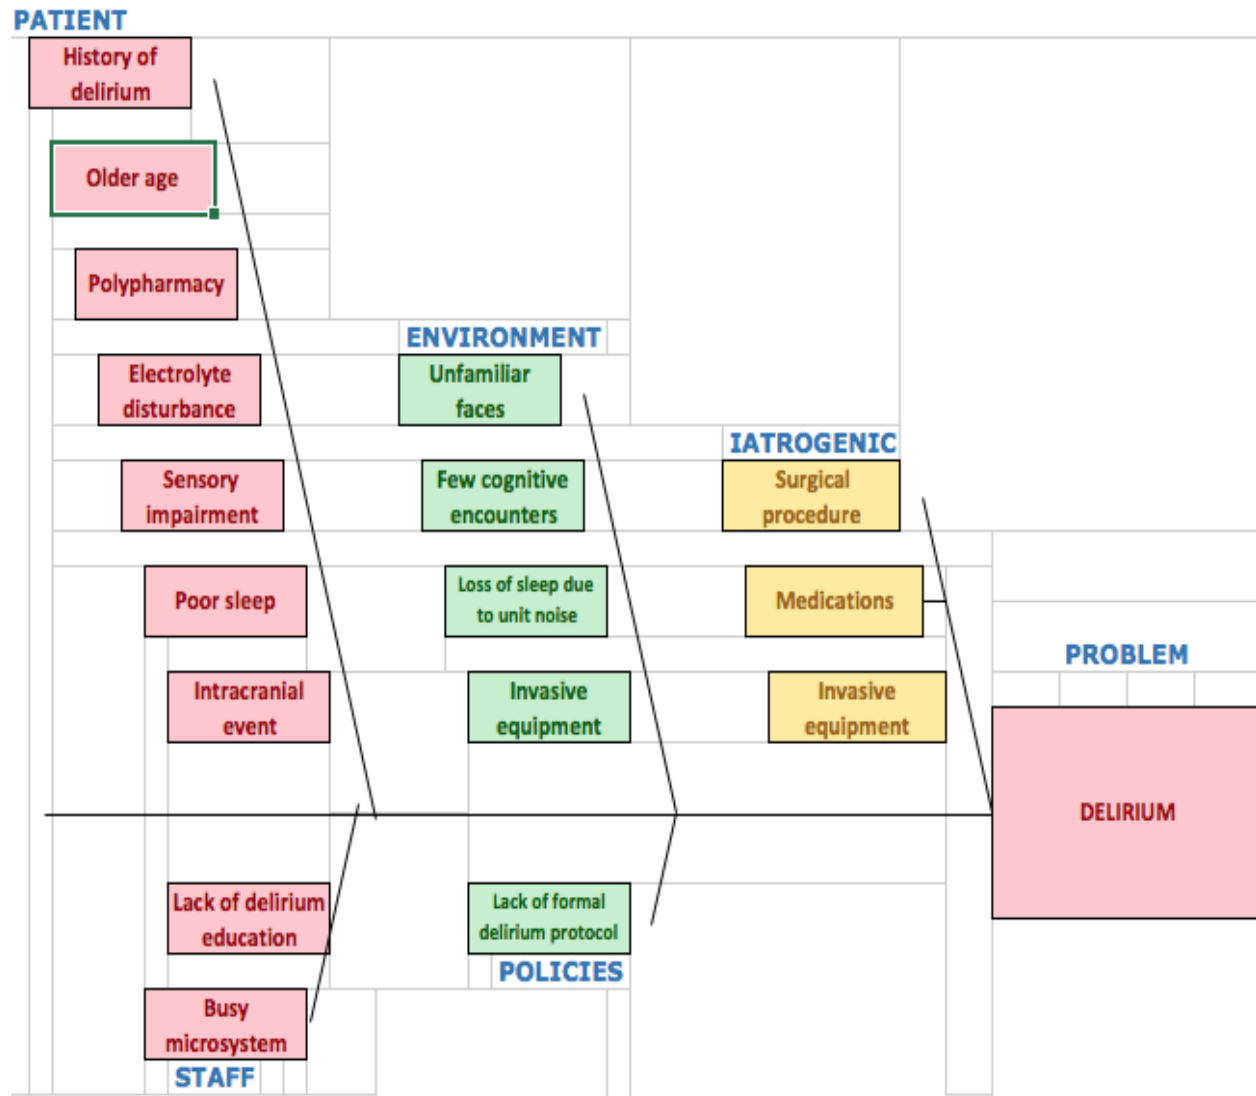 PATIENT
History of
delirium
Older age
Polypharmacy
Electrolyte
disturbance
Sensory
impairment
Poor sleep
Intracranial
event
ENVIRONMENT
Unfamiliar
faces
Few cognitive
encounters
Loss of sleep due
to unit noise
Invasive
equipment
IATROGENIC
Surgical
procedure
Medications
Invasive
equipment
PROBLEM
DELIRIUM
Lack of delirium
education
Busy
microsystem
STAFF
Lack of formal
delirium protocol
POLICIES